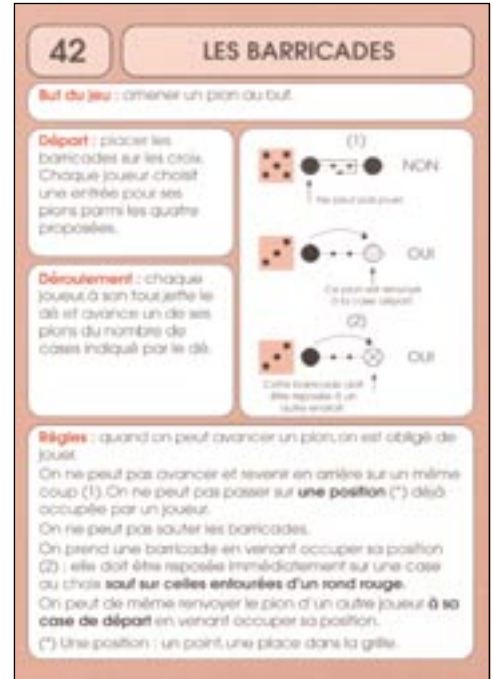 42
LES BARRICADES
But du jeu : amener un pion au but.
Départ : placer les
barricades sur les croix.
Chaque joueur choisit
une entrée pour ses
pions parmi les quatre
proposées.
Déroulement : chaque
joueur, à son tour, jette le
dé et avance un de ses
pions du nombre de
cases indiqué par le dé.
(1)
NON
Ne peut pas jouer
OUI
Ce pion est renvoyé
à la case départ
(2)
OUI
Cette barricade doit
être reposée à un
autre endroit
Règles : quand on peut avancer un pion, on est obligé de
jouer.
On ne peut pas avancer et revenir en arrière sur un même
coup (1). On ne peut pas passer sur une position (*) déjà
occupée par un joueur.
On ne peut pas sauter les barricades.
On prend une barricade en venant occuper sa position
(2) : elle doit être reposée immédiatement sur une case
au choix sauf sur celles entourées d'un rond rouge.
On peut de même renvoyer le pion d'un autre joueur à sa
case de départ en venant occuper sa position.
(*) Une position : un point, une place dans la grille.